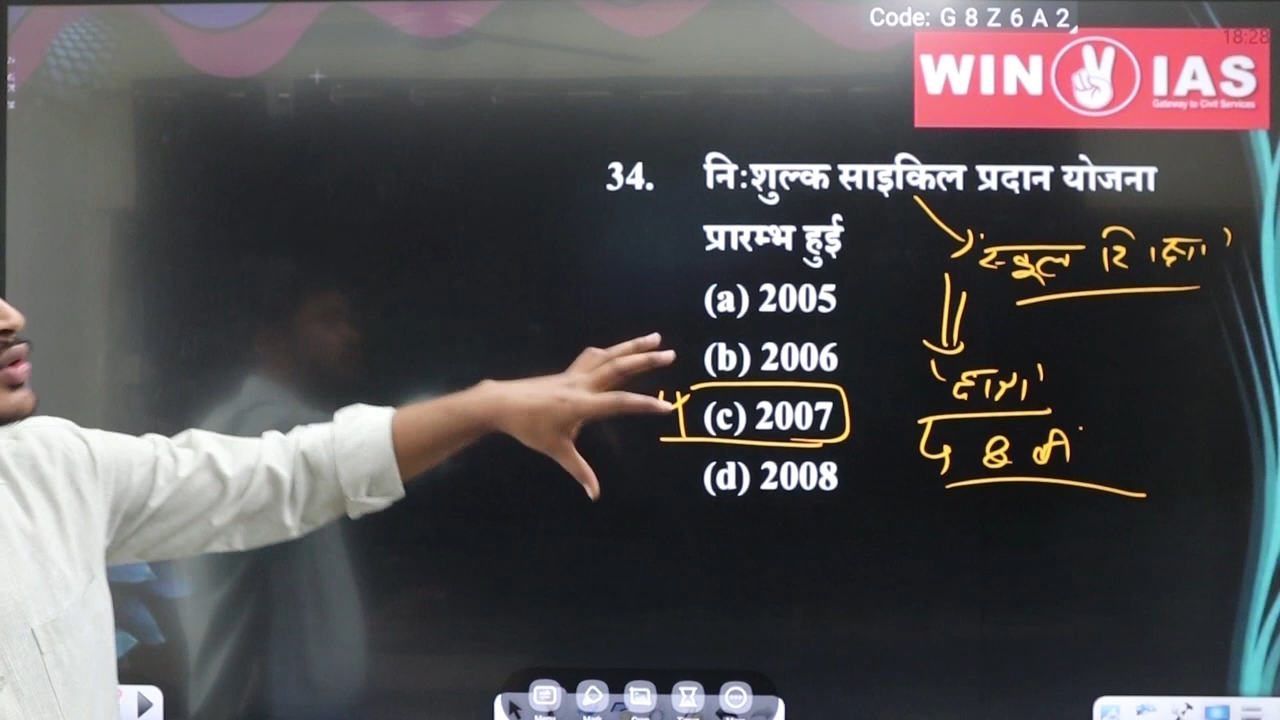 Code: G 8 Z 6 A 2
18:28
WIN IAS
Gateway to Civil Services
34. निःशुल्क साइकिल प्रदान योजना
प्रारम्भ हुई
(a) 2005
(b) 2006
(c) 2007
(d) 2008
स्कूल शिक्षा